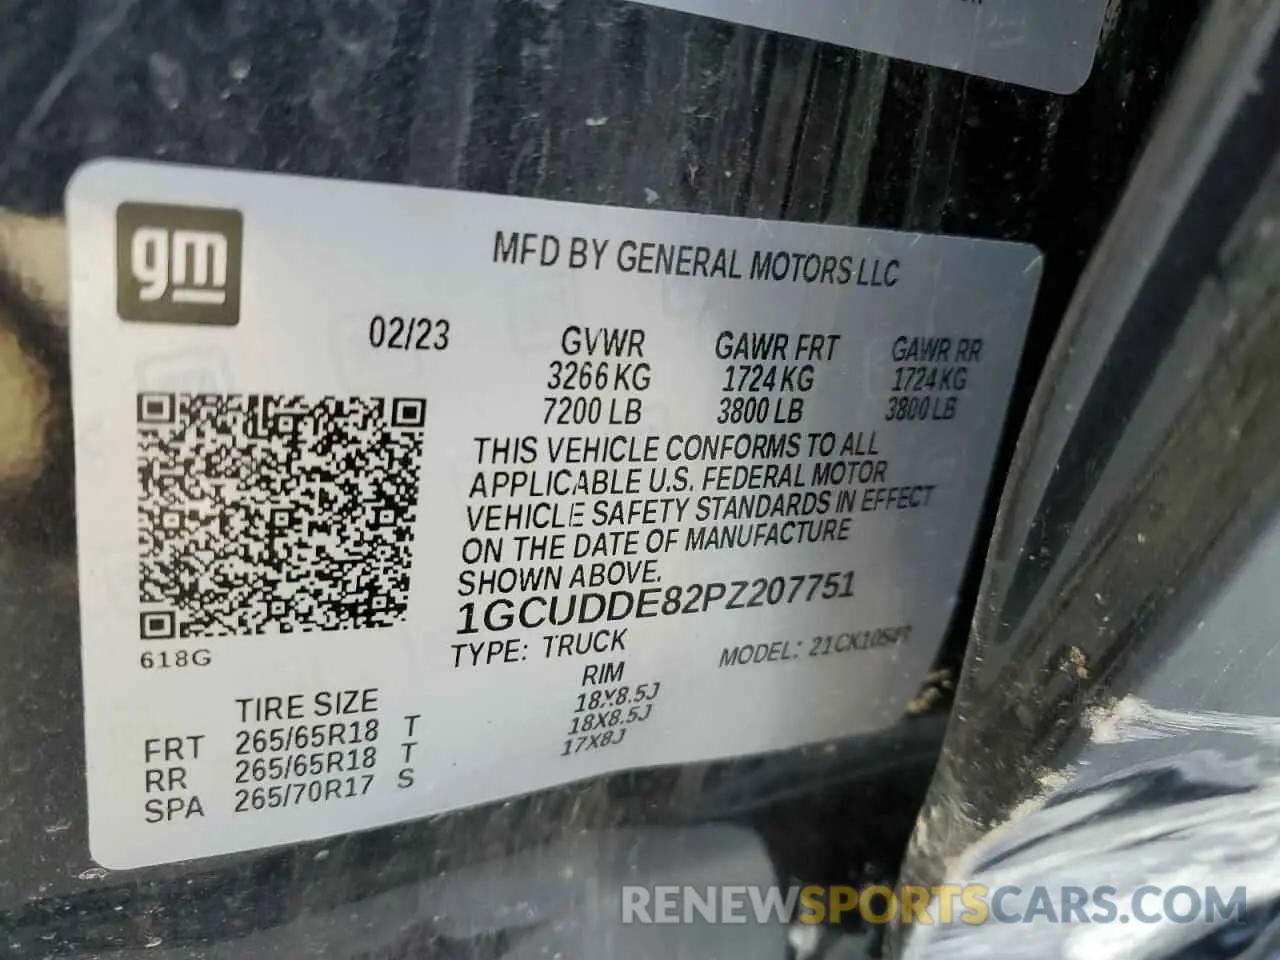 gm
MFD BY GENERAL MOTORS LLC
02/23 GVWR GAWR FRT GAWR RR
3266 KG 1724 KG 1724 KG
7200 LB 3800 LB 3800 LB
THIS VEHICLE CONFORMS TO ALL
APPLICABLE U.S. FEDERAL MOTOR
VEHICLE SAFETY STANDARDS IN EFFECT
ON THE DATE OF MANUFACTURE
SHOWN ABOVE.
1GCUDDE82PZ207751
618G
TYPE: TRUCK MODEL:
TIRE SIZE RIM
FRT 265/65R18 T 18X8.5J
RR 265/65R18 T 18X8.5J
SPA 265/70R17 S 17X8J
RENEWSPORTSCARS.COM